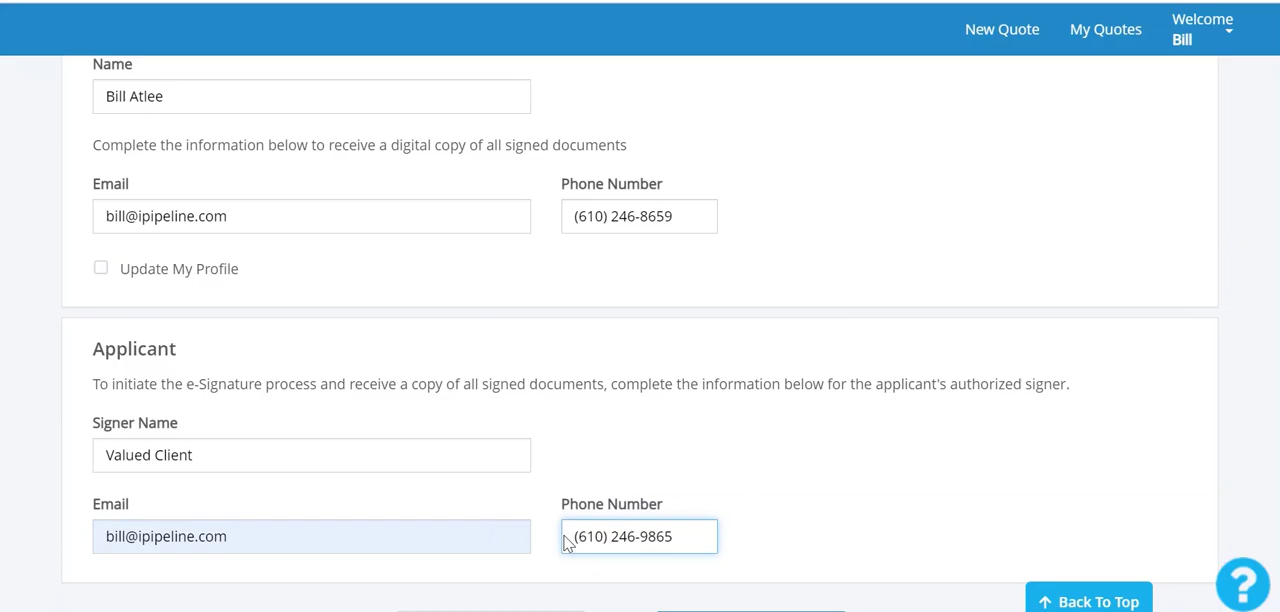 New Quote
My Quotes
Welcome
Bill
Name
Bill Atlee
Complete the information below to receive a digital copy of all signed documents
Email
Phone Number
bill@ipipeline.com
(610) 246-8659
Update My Profile
Applicant
To initiate the e-Signature process and receive a copy of all signed documents, complete the information below for the applicant's authorized signer.
Signer Name
Valued Client
Email
Phone Number
bill@ipipeline.com
(610) 246-9865
?
Back To Top